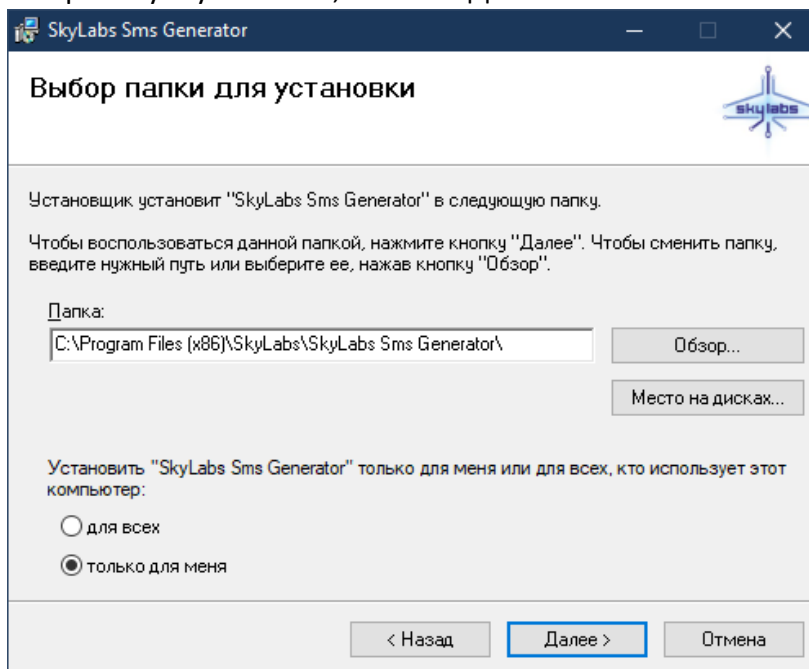 SkyLabs Sms Generator
Выбор папки для установки
skylabs
Установщик установит "SkyLabs Sms Generator" в следующую папку.
Чтобы воспользоваться данной папкой, нажмите кнопку "Далее". Чтобы сменить папку,
введите нужный путь или выберите ее, нажав кнопку "Обзор".
Папка:
C:\Program Files (x86)\SkyLabs\SkyLabs Sms Generator\
Обзор...
Место на дисках...
Установить "SkyLabs Sms Generator" только для меня или для всех, кто использует этот
компьютер:
для всех
только для меня
< Назад
Далее >
Отмена